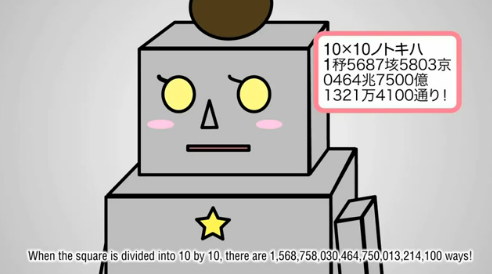 10×10ノトキハ
1秄5687垓5803京
0464兆7500億
1321万4100通り!
When the square is divided into 10 by 10, there are 1,568,758,030,464,750,013,214,100 ways!